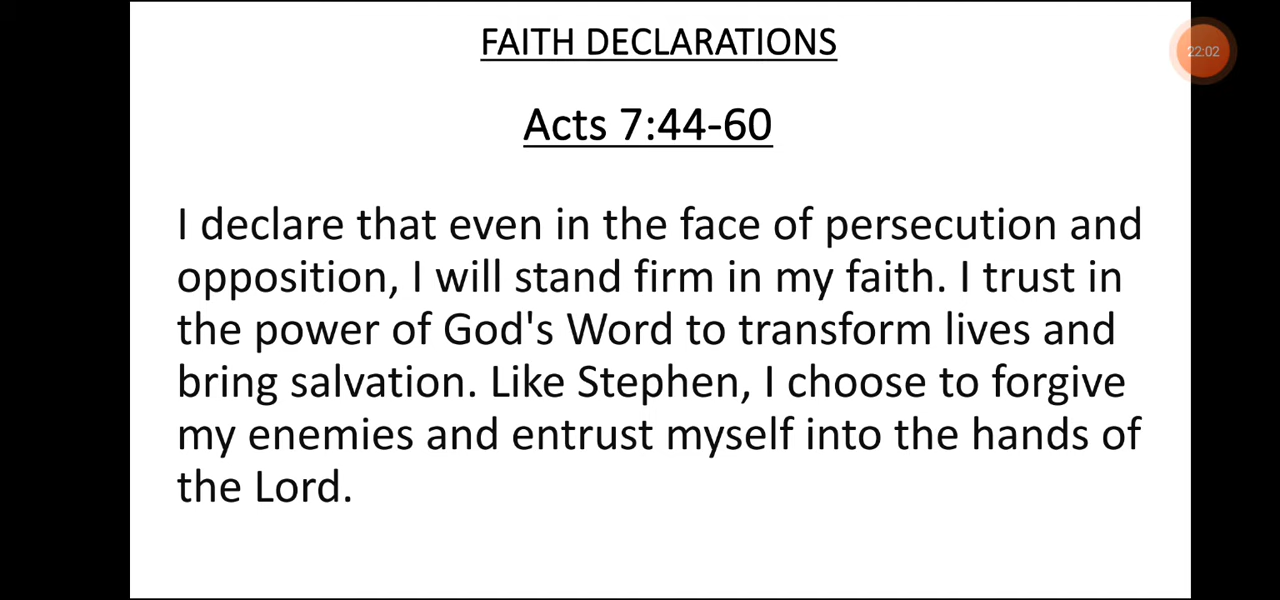 FAITH DECLARATIONS
22:02
Acts 7:44-60
I declare that even in the face of persecution and
opposition, I will stand firm in my faith. I trust in
the power of God's Word to transform lives and
bring salvation. Like Stephen, I choose to forgive
my enemies and entrust myself into the hands of
the Lord.